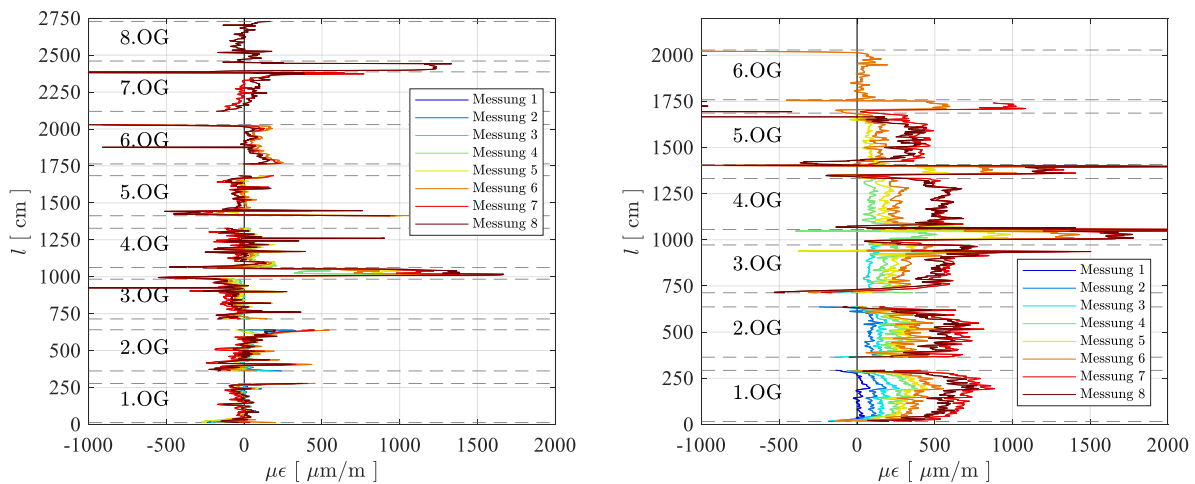 2750
2500
2250
2000
1750
1500
1250
1000
750
500
250
0
l [ cm ]
8.OG
7.OG
6.OG
5.OG
4.OG
3.OG
2.OG
1.OG
Messung 1
Messung 2
Messung 3
Messung 4
Messung 5
Messung 6
Messung 7
Messung 8
-1000 -500 0 500 1000 1500 2000
µϵ [ µm/m ]
2000
1750
1500
1250
1000
750
500
250
0
l [ cm ]
6.OG
5.OG
4.OG
3.OG
2.OG
1.OG
Messung 1
Messung 2
Messung 3
Messung 4
Messung 5
Messung 6
Messung 7
Messung 8
-1000 -500 0 500 1000 1500 2000
µϵ [ µm/m ]